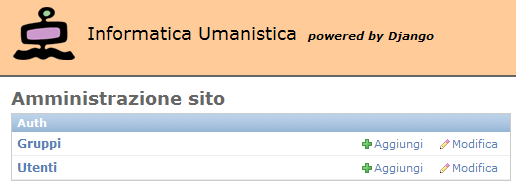 Informatica Umanistica powered by Django
Amministrazione sito
Auth
Gruppi Aggiungi Modifica
Utenti Aggiungi Modifica